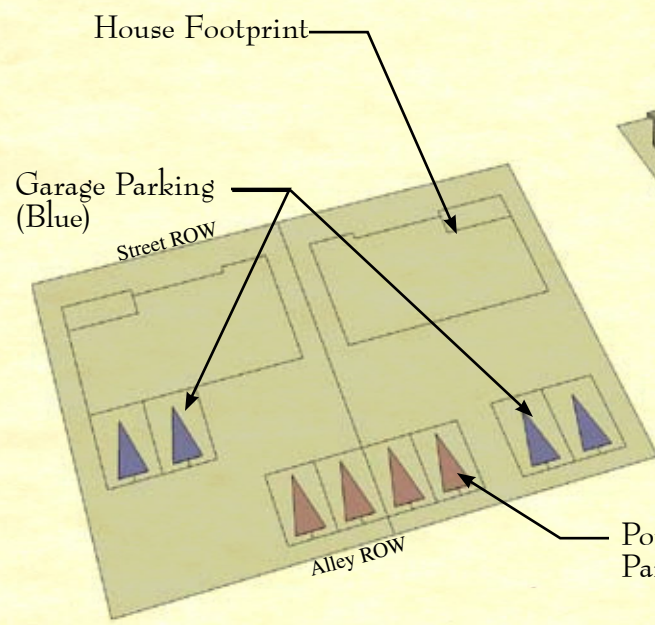 House Footprint
Garage Parking
(Blue)
Street ROW
Alley ROW